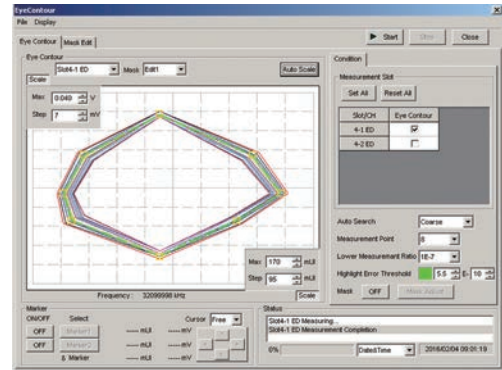 EyeContour
File Display
Start Stop Close
Eye Contour Mask Edit
Eye Contour
Slot4-1 ED Mask Edit1 Auto Scale
Scale
Max 0.049 V
Step 7 mV
Max 170 mUI
Step 95 mUI
Frequency: 32099998 kHz
Scale
Condition
Measurement Slot
Set All Reset All
Slot/CH Eye Contour
4-1 ED
4-2 ED
Auto Search Coarse
Measurement Point 8
Lower Measurement Ratio 1E-7
Highlight Error Threshold 5.5 E- 10
Mask OFF Mask Adjust
Marker
ON/OFF Select Cursor Free
OFF Marker1 ---- mUI ----mV
OFF Marker2 ---- mUI ----mV
& Marker ---- mUI ----mV
Status
Slot4-1 ED Measuring...
Slot4-1 ED Measurement Completion
0% Date&Time 2016/02/04 09:01:19